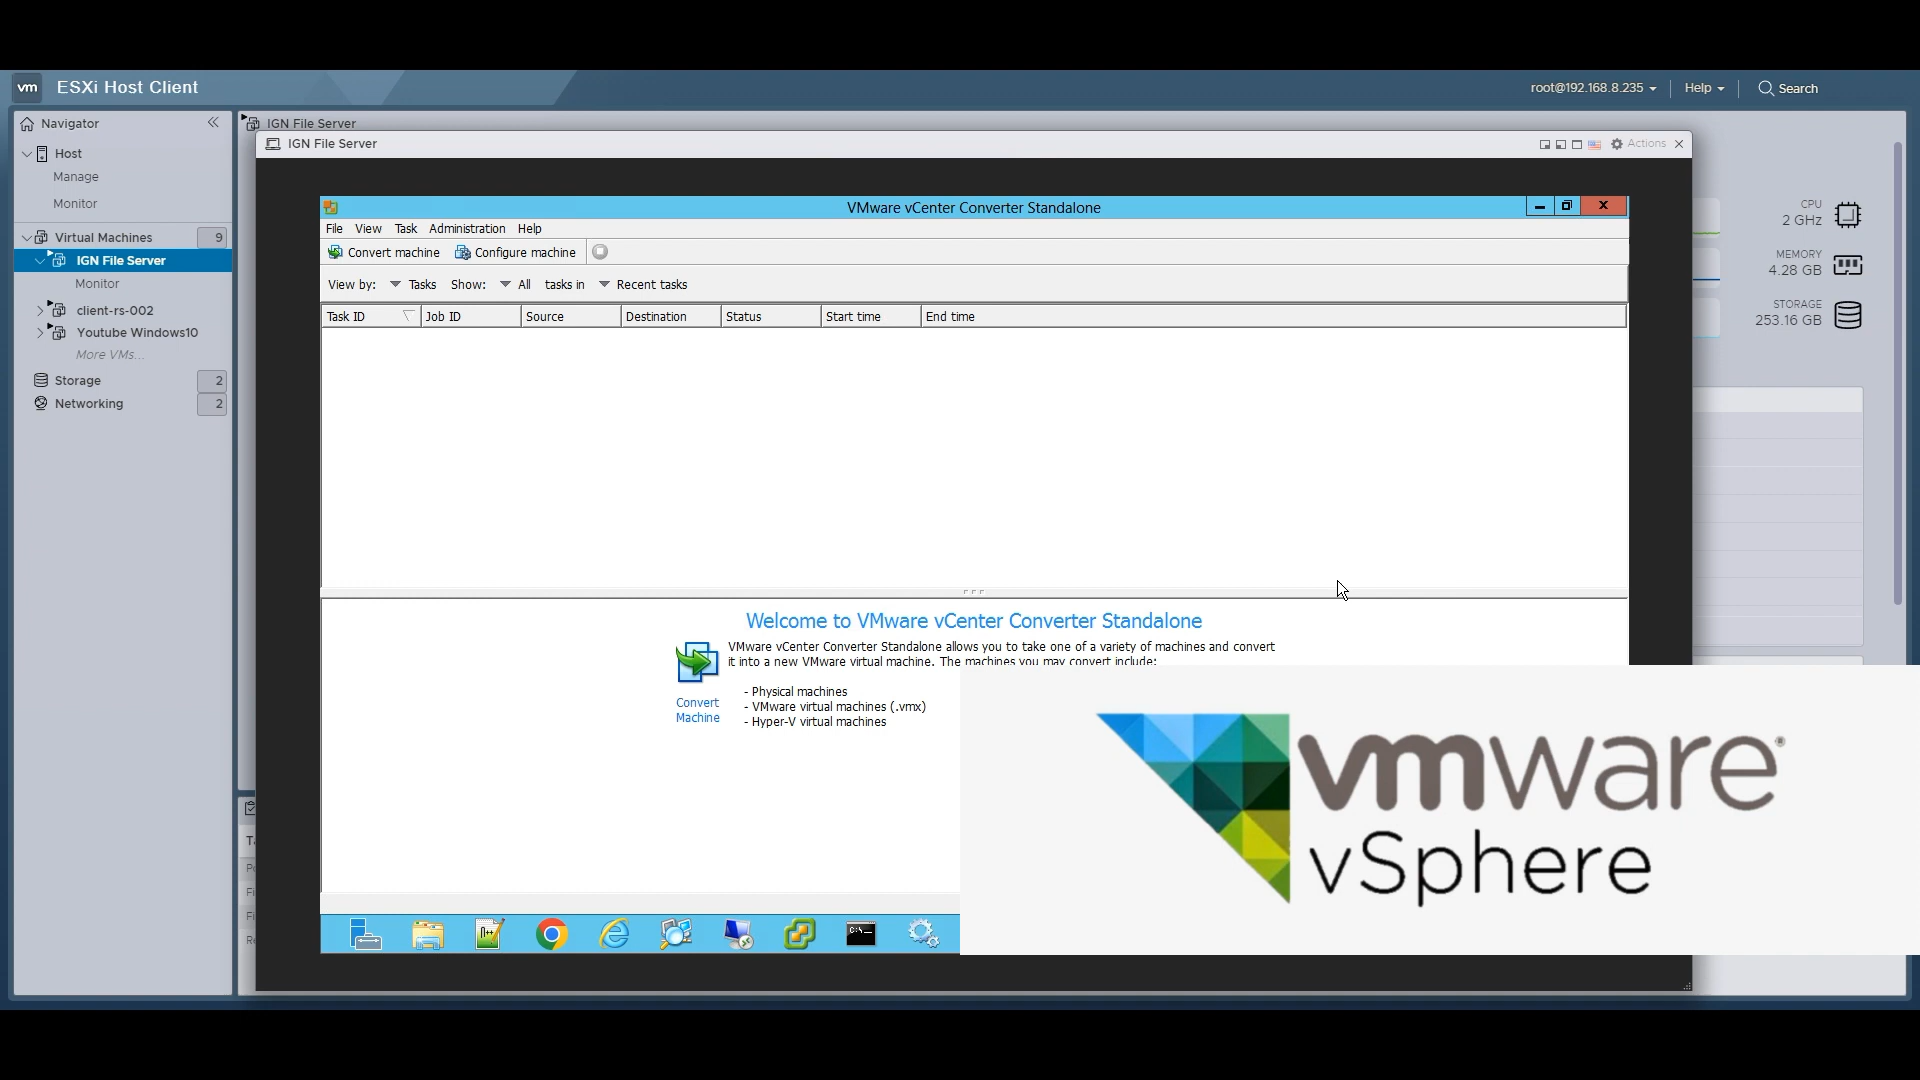 vm ESXi Host Client
root@192.168.8.235 Help Search
Navigator
Host
Manage
Monitor
Virtual Machines 9
IGN File Server
Monitor
client-rs-002
Youtube Windows10
More VMs...
Storage 2
Networking 2
IGN File Server
IGN File Server
Actions
VMware vCenter Converter Standalone
File View Task Administration Help
Convert machine Configure machine
View by: Tasks Show: All tasks in Recent tasks
Task ID Job ID Source Destination Status Start time End time
Welcome to VMware vCenter Converter Standalone
VMware vCenter Converter Standalone allows you to take one of a variety of machines and convert
it into a new VMware virtual machine. The machines you may convert include:
- Physical machines
- VMware virtual machines (.vmx)
- Hyper-V virtual machines
Convert
Machine
CPU
2 GHz
MEMORY
4.28 GB
STORAGE
253.16 GB
vmware®
vSphere